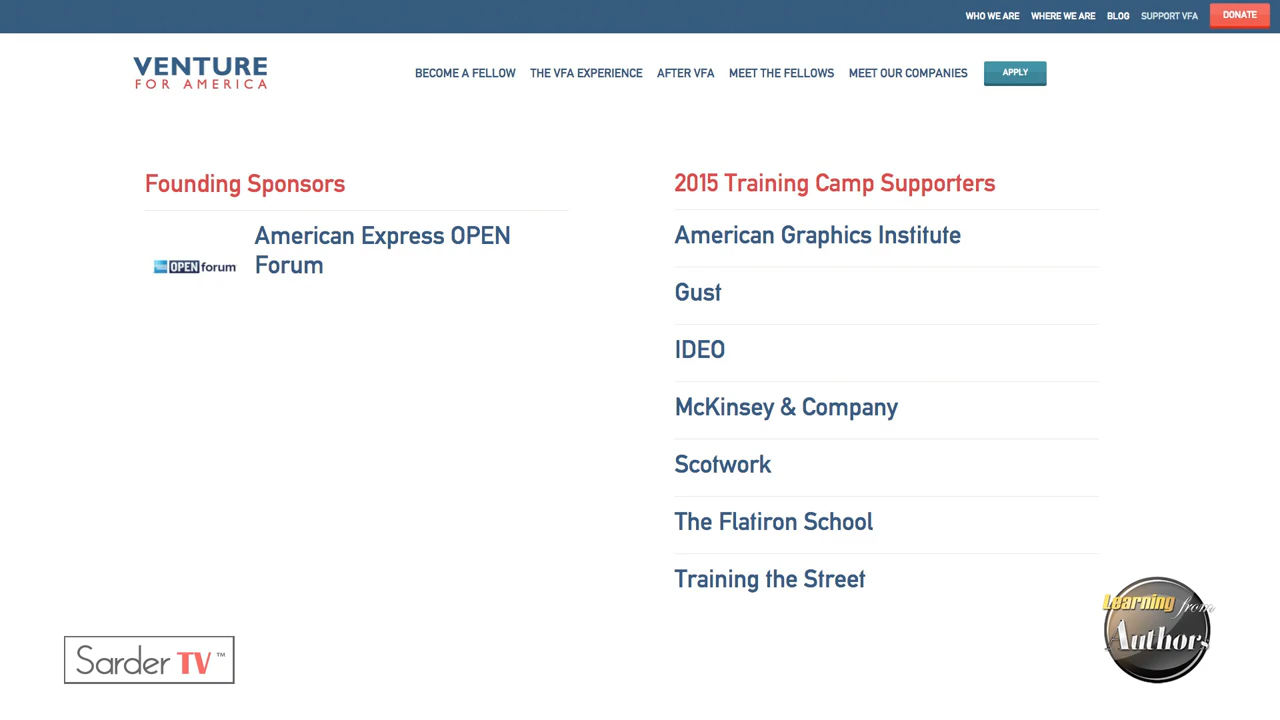 WHO WE ARE WHERE WE ARE BLOG SUPPORT VFA DONATE
VENTURE
FOR AMERICA
BECOME A FELLOW THE VFA EXPERIENCE AFTER VFA MEET THE FELLOWS MEET OUR COMPANIES APPLY
Founding Sponsors
OPEN forum
American Express OPEN
Forum
2015 Training Camp Supporters
American Graphics Institute
Gust
IDEO
McKinsey & Company
Scotwork
The Flatiron School
Training the Street
Sarder TV™
Learning from
Authors